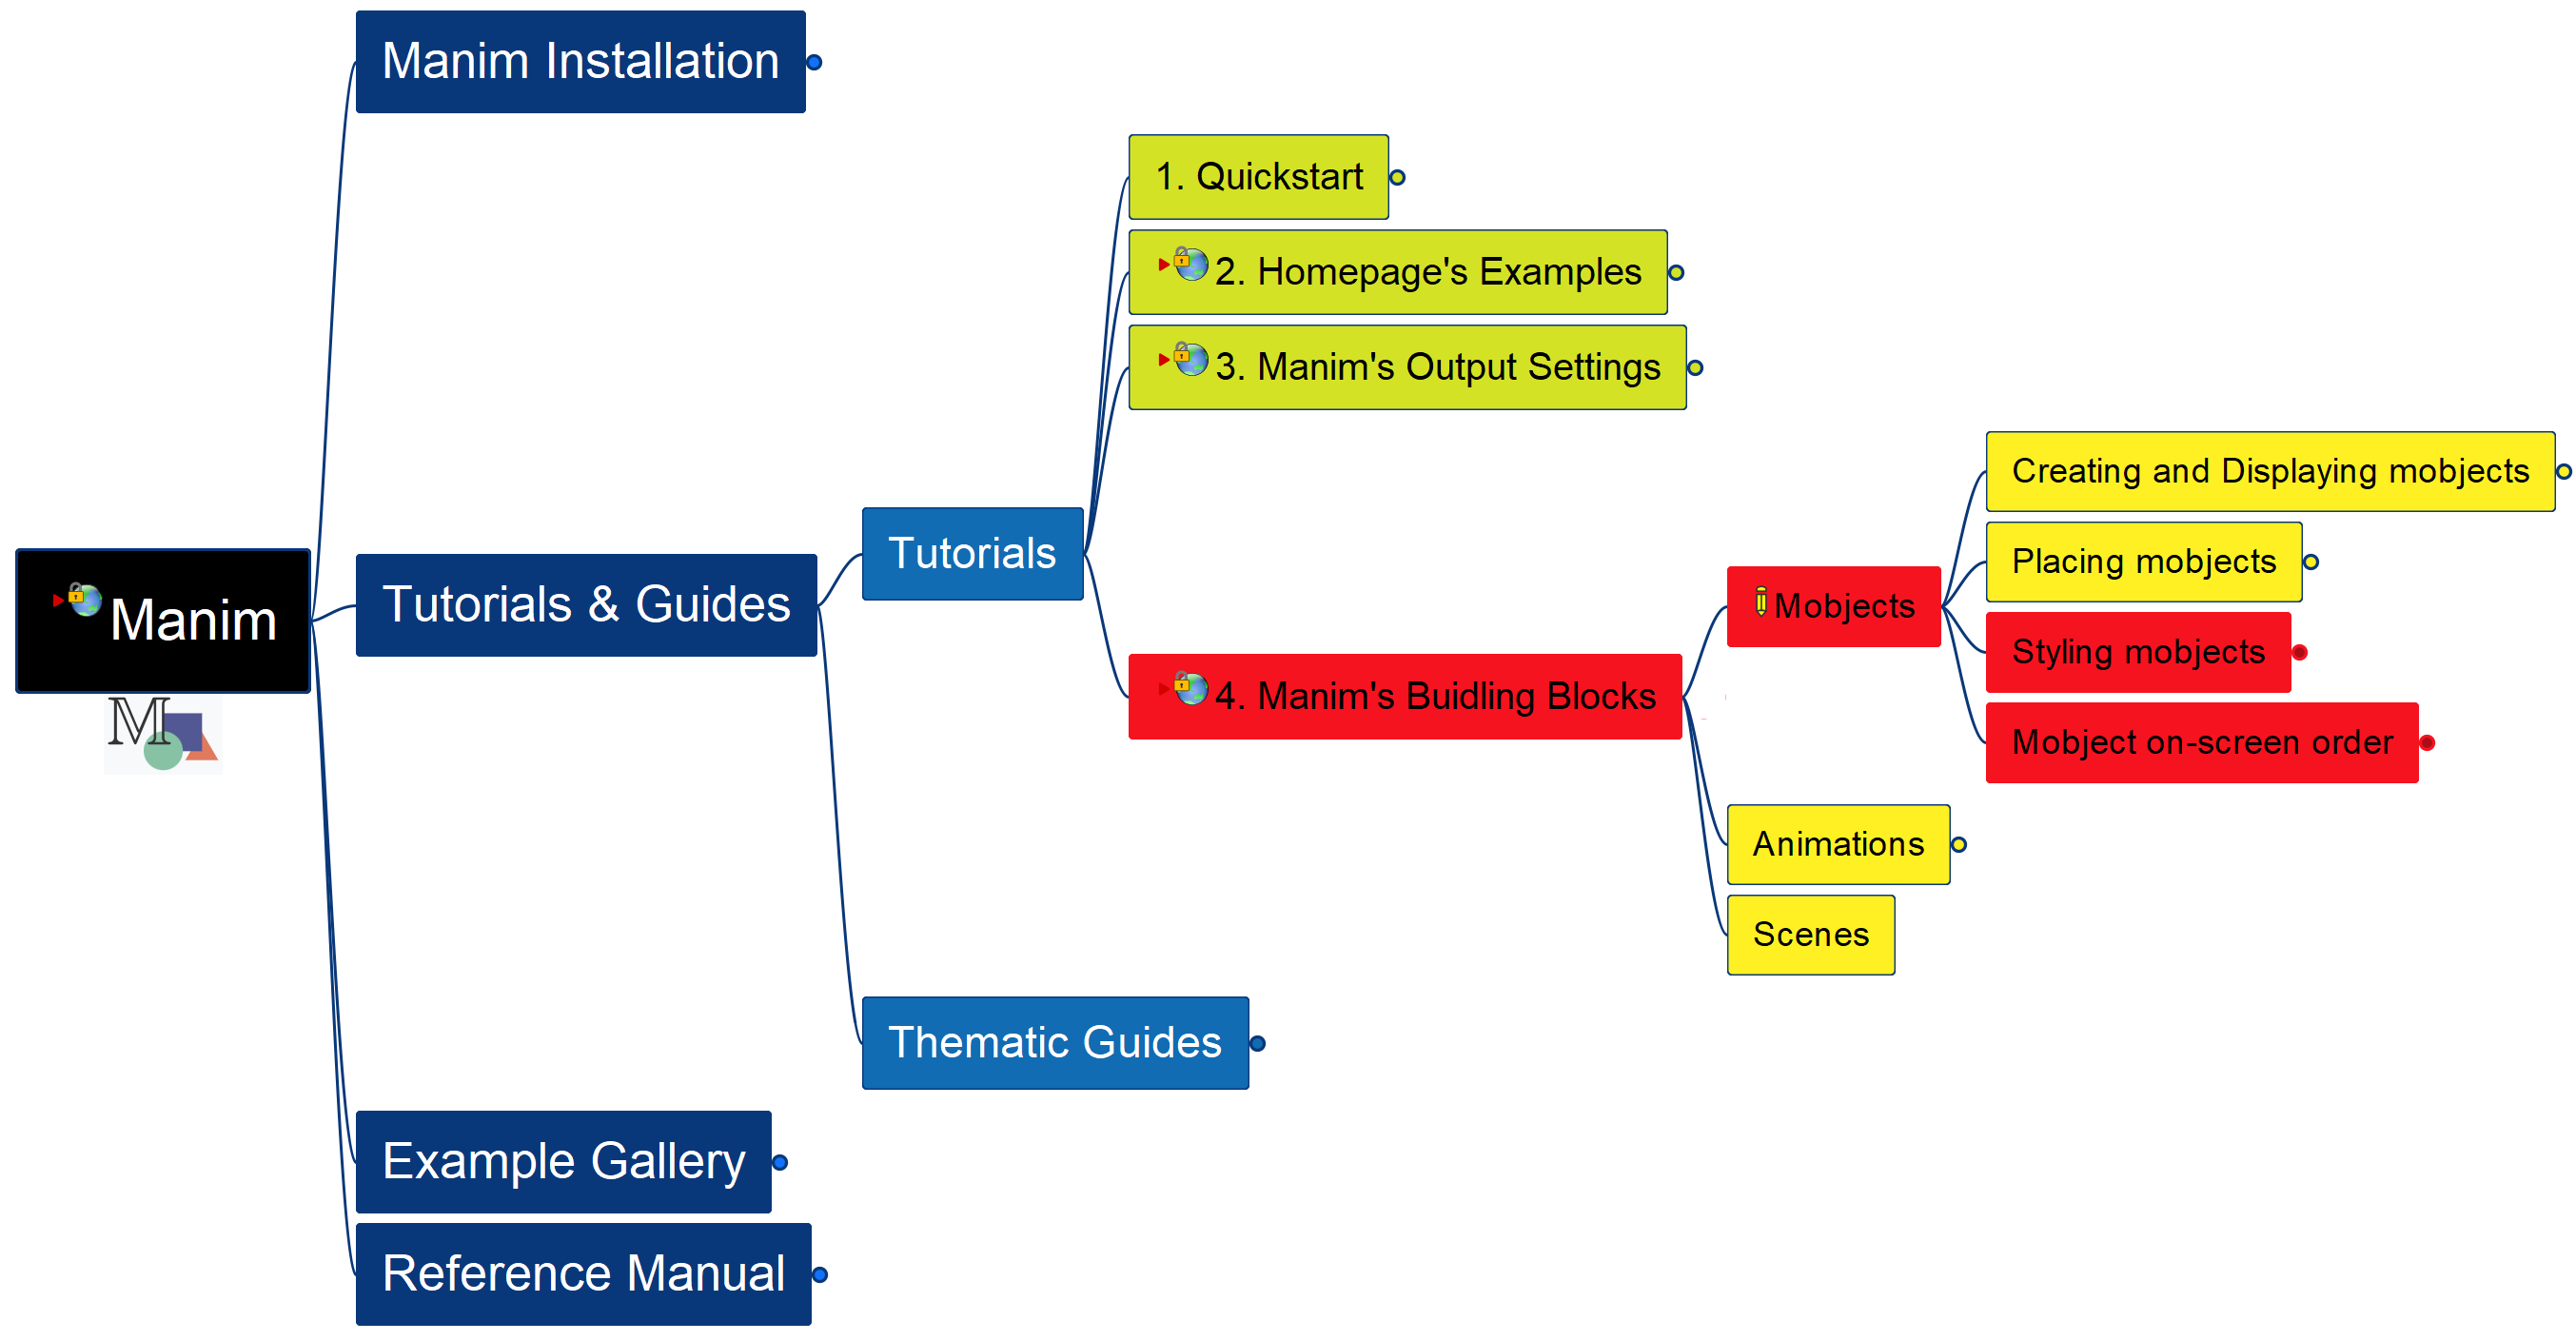 Manim Installation
1. Quickstart
2. Homepage's Examples
3. Manim's Output Settings
Creating and Displaying mobjects
Tutorials
Placing mobjects
Manim
Tutorials & Guides
Mobjects
Styling mobjects
4. Manim's Buidling Blocks
M
Mobject on-screen order
Animations
Scenes
Thematic Guides
Example Gallery
Reference Manual